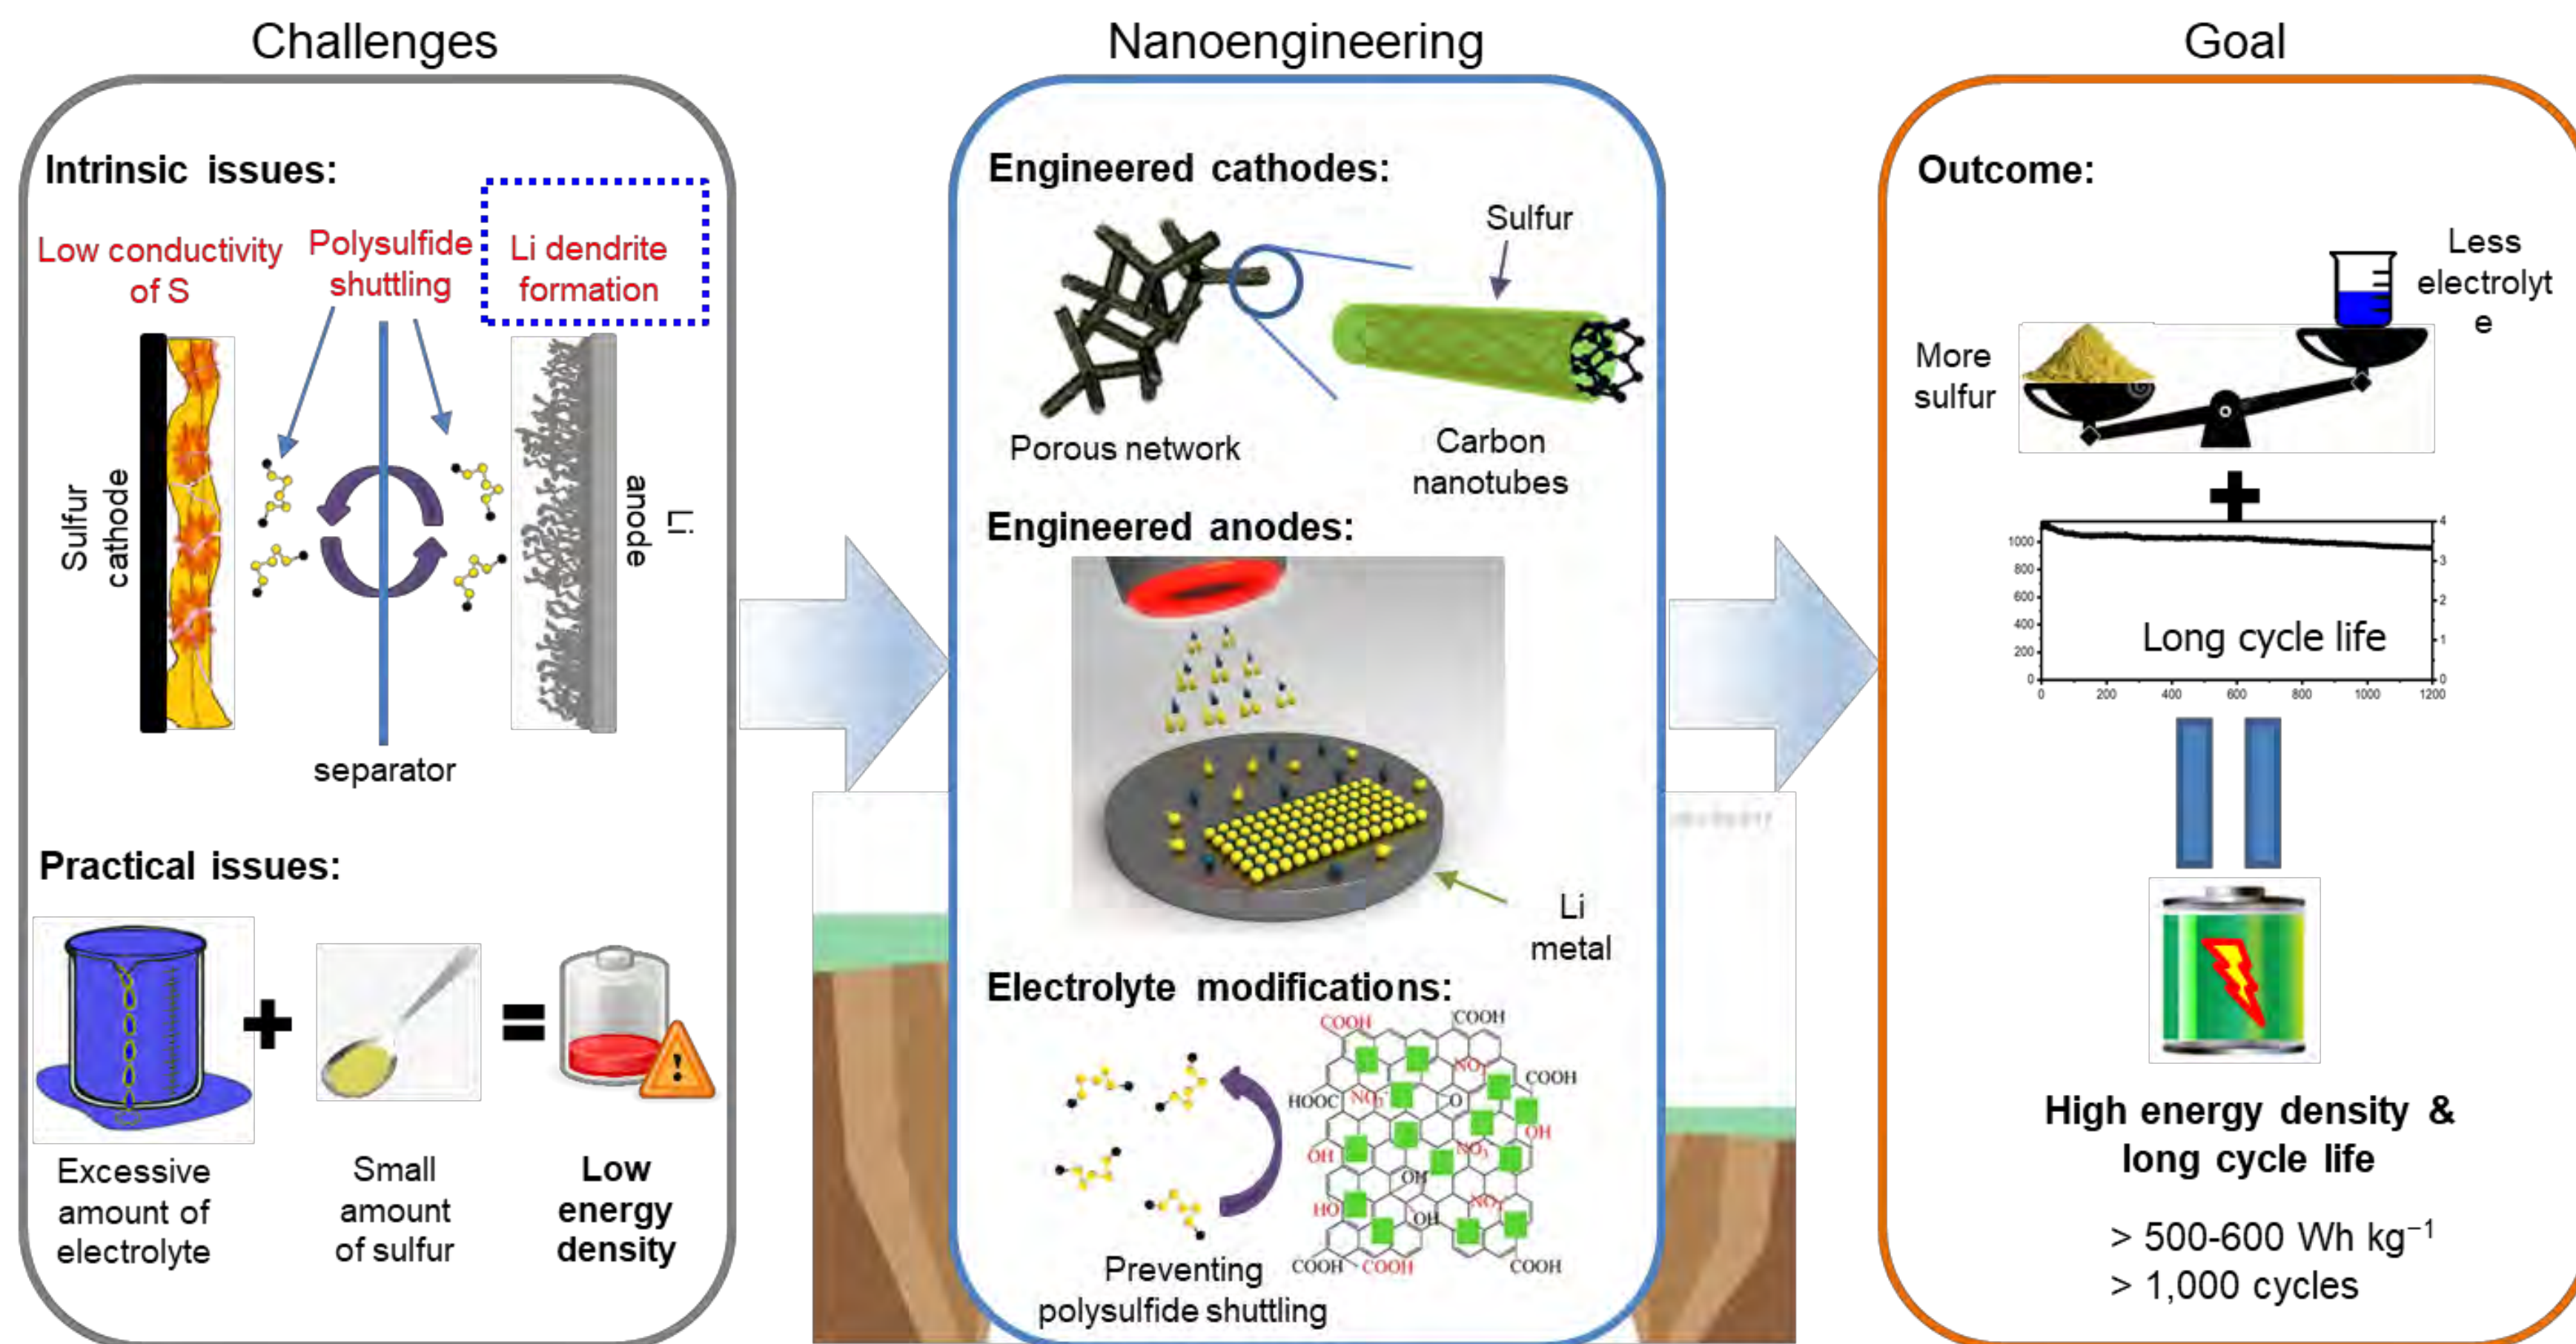 Challenges
Intrinsic issues:
Low conductivity
of S
Polysulfide
shuttling
Li dendrite
formation
Sulfur
cathode
Li
anode
separator
Practical issues:
+
=
!
Excessive
amount of
electrolyte
Small
amount
of sulfur
Low
energy
density
Nanoengineering
Engineered cathodes:
Sulfur
Porous network
Carbon
nanotubes
Engineered anodes:
Li
metal
Electrolyte modifications:
COOH
COOH
NO3-
COOH
HOOC
NO3-
O
OH
OH
NO3
OH
HO
NO3-
OH
COOH
COOH
COOH
Preventing
polysulfide shuttling
Goal
Outcome:
Less
electrolyt
e
More
sulfur
+
1000
800
600
400
200
0
4
3
2
1
0
Long cycle life
0 200 400 600 800 1000 1200
High energy density &
long cycle life
> 500-600 Wh kg⁻¹
> 1,000 cycles